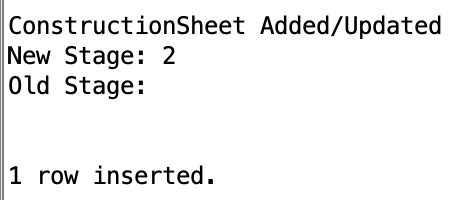 ConstructionSheet Added/Updated
New Stage: 2
Old Stage:
1 row inserted.